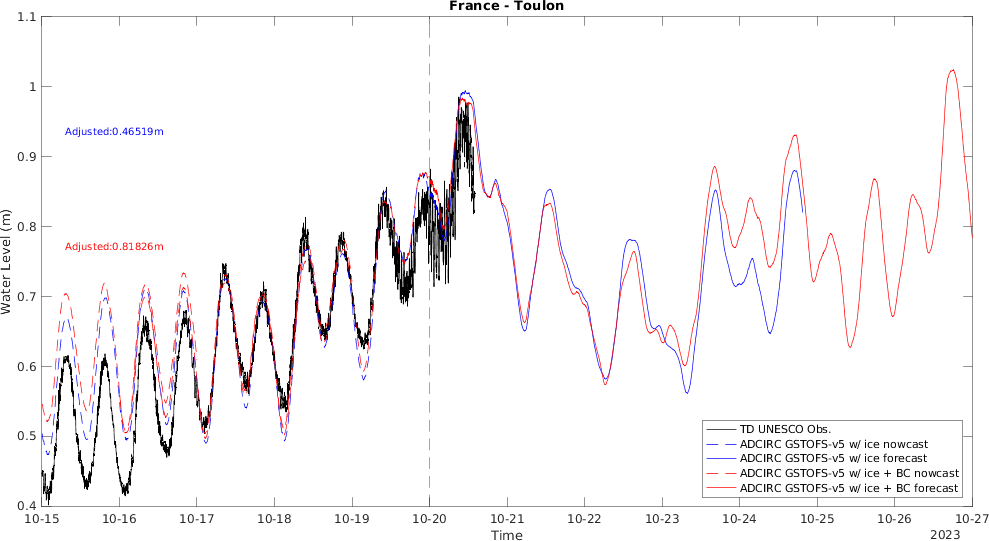 France - Toulon
1.1
1
0.9
0.8
0.7
0.6
0.5
0.4
Water Level (m)
Adjusted:0.46519m
Adjusted:0.81826m
TD UNESCO Obs.
ADCIRC GSTOFS-v5 w/ ice nowcast
ADCIRC GSTOFS-v5 w/ ice forecast
ADCIRC GSTOFS-v5 w/ ice + BC nowcast
ADCIRC GSTOFS-v5 w/ ice + BC forecast
10-15 10-16 10-17 10-18 10-19 10-20 10-21 10-22 10-23 10-24 10-25 10-26 10-27
Time
2023